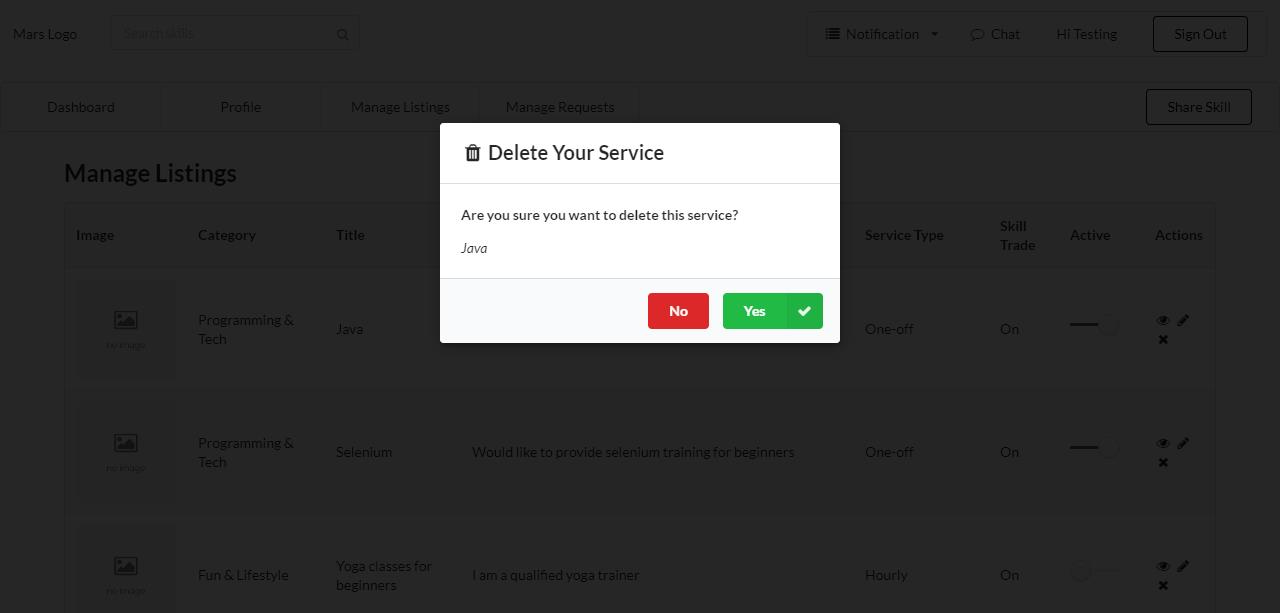 Mars Logo
Search skills
Notification
Chat
Hi Testing
Sign Out
Dashboard
Profile
Manage Listings
Manage Requests
Share Skill
Delete Your Service
Are you sure you want to delete this service?
Java
No
Yes
Manage Listings
Image
Category
Title
Service Type
Skill
Trade
Active
Actions
no image
Programming &
Tech
Java
One-off
On
no image
Programming &
Tech
Selenium
Would like to provide selenium training for beginners
One-off
On
no image
Fun & Lifestyle
Yoga classes for
beginners
I am a qualified yoga trainer
Hourly
On